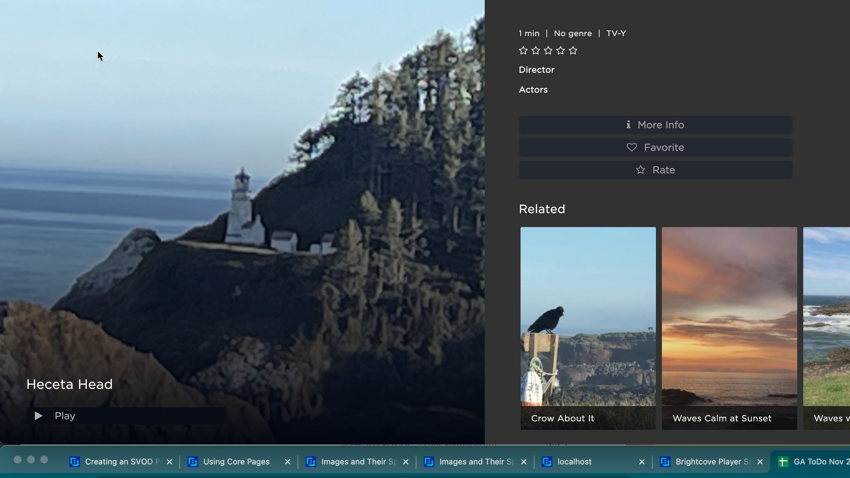 1 min | No genre | TV-Y
Director
Actors
More Info
Favorite
Rate
Related
Heceta Head
Play
Crow About It
Waves Calm at Sunset
Waves
Creating an SVOD
Using Core Pages
Images and Their
Images and Their
localhost
Brightcove Player
GA ToDo Nov 2